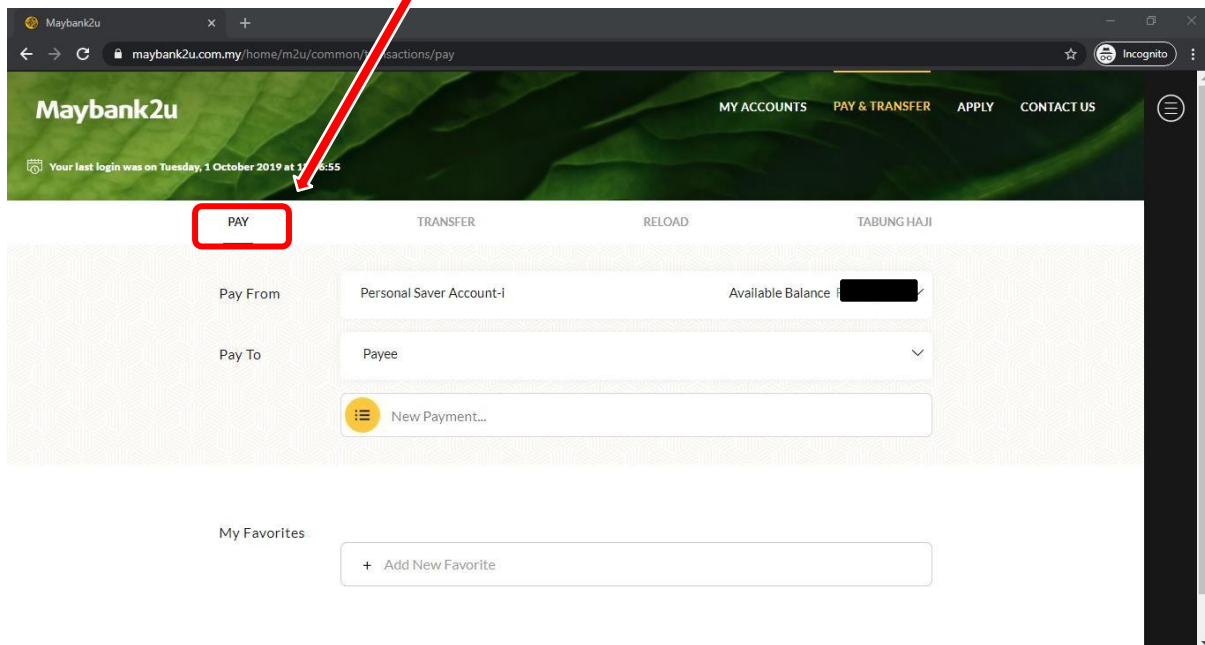 Maybank2u
maybank2u.com.my/home/m2u/common/transactions/pay
Incognito
Maybank2u
MY ACCOUNTS PAY & TRANSFER APPLY CONTACT US
Your last login was on Tuesday, 1 October 2019 at
PAY TRANSFER RELOAD TABUNG HAJI
Pay From Personal Saver Account-i Available Balance
Pay To Payee
New Payment...
My Favorites
+ Add New Favorite